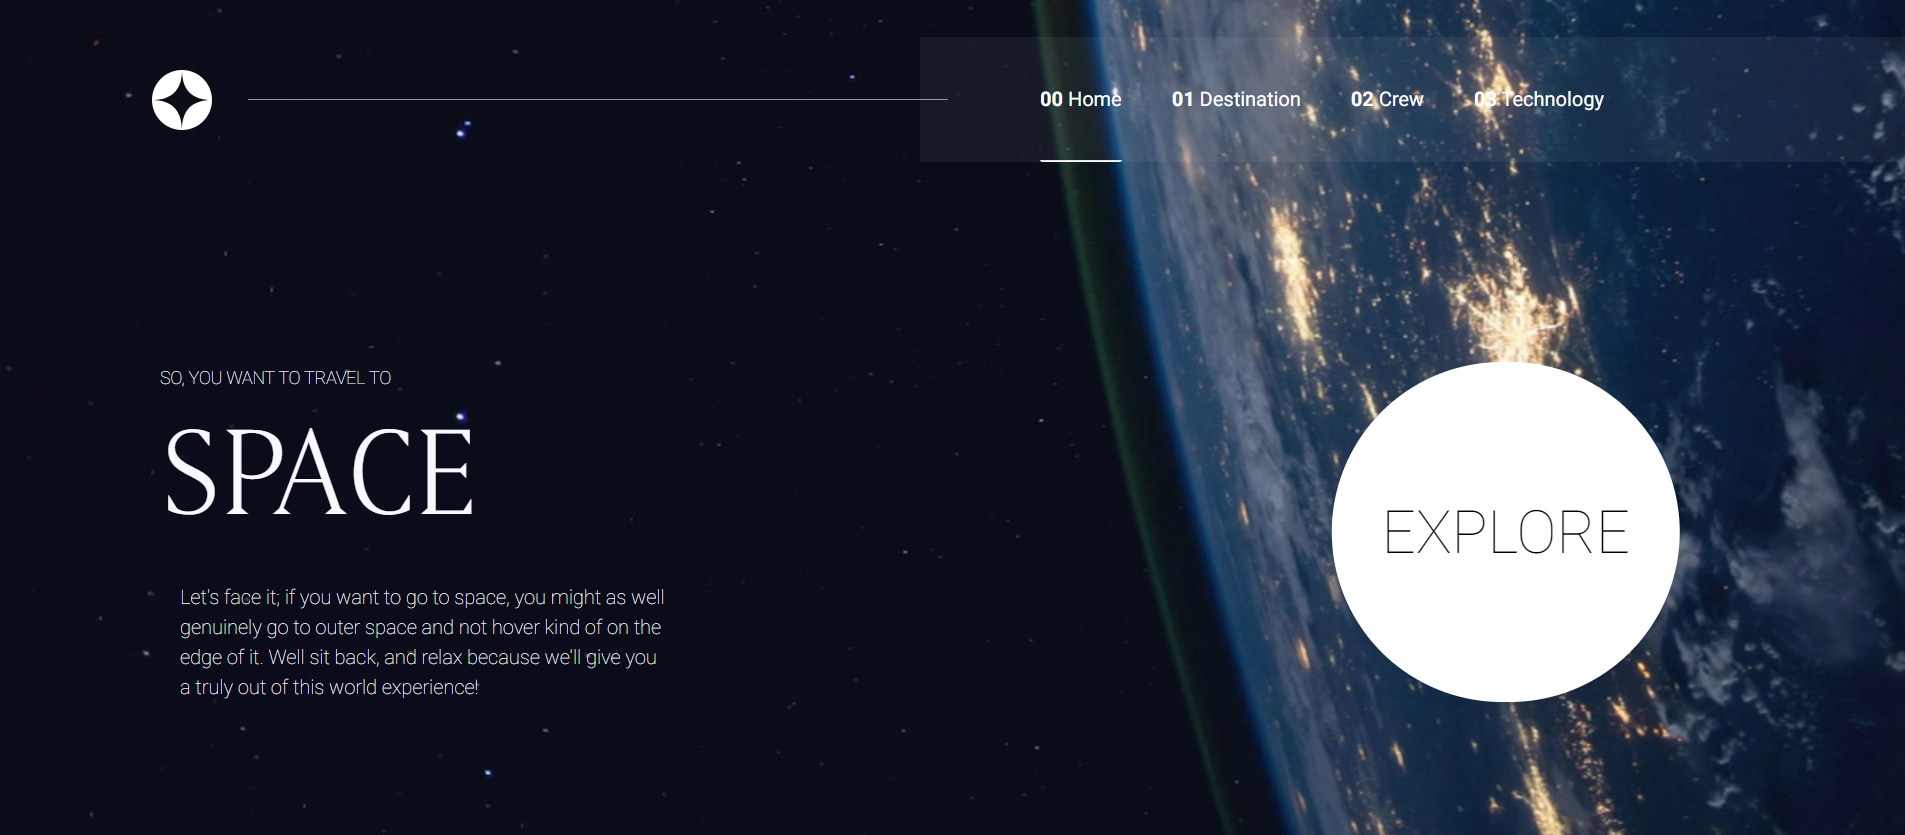 00 Home 01 Destination 02 Crew 03 Technology
SO, YOU WANT TO TRAVEL TO
SPACE
Let's face it; if you want to go to space, you might as well
genuinely go to outer space and not hover kind of on the
edge of it. Well sit back, and relax because we'll give you
a truly out of this world experience!
EXPLORE